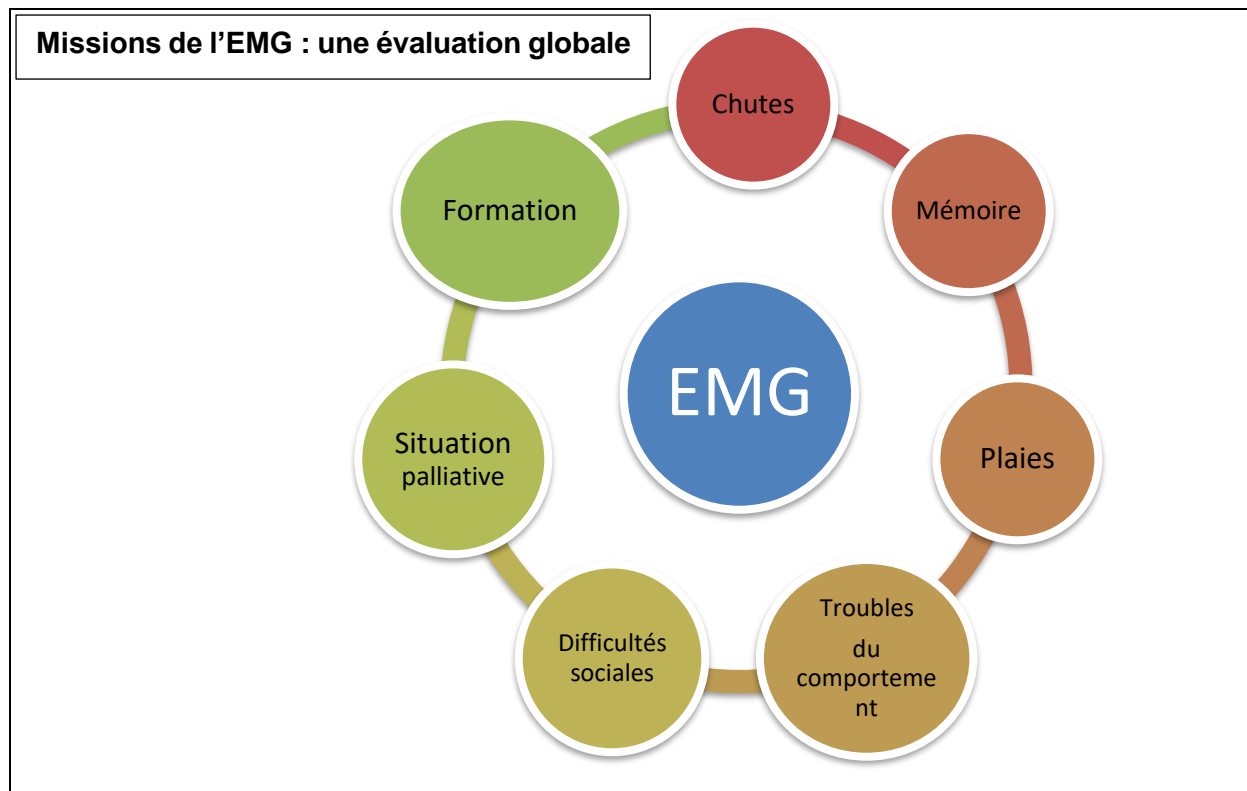 Missions de l’EMG : une évaluation globale
Chutes
Mémoire
Plaies
Troubles
du
comporteme
nt
Difficultés
sociales
Situation
palliative
Formation
EMG